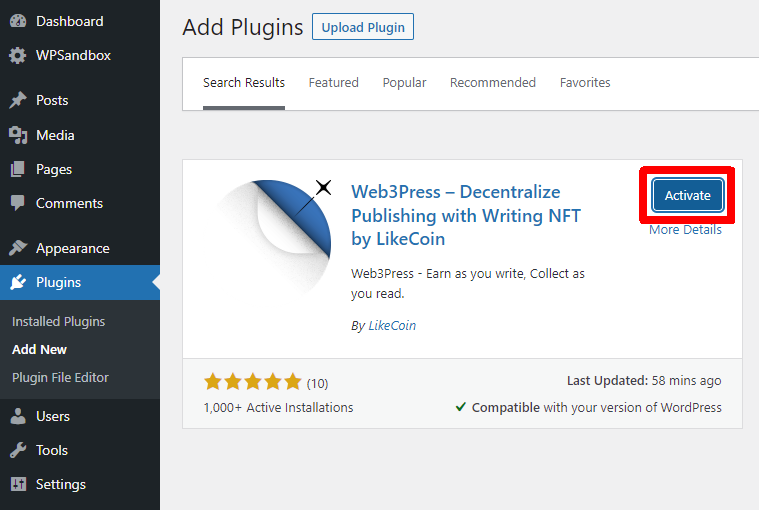 Dashboard
WPSandbox
Posts
Media
Pages
Comments
Appearance
Plugins
Installed Plugins
Add New
Plugin File Editor
Users
Tools
Settings
Add Plugins
Upload Plugin
Search Results
Featured
Popular
Recommended
Favorites
Web3Press – Decentralize
Publishing with Writing NFT
by LikeCoin
Web3Press - Earn as you write, Collect as
you read.
By LikeCoin
Activate
More Details
(10)
1,000+ Active Installations
Last Updated: 58 mins ago
Compatible with your version of WordPress